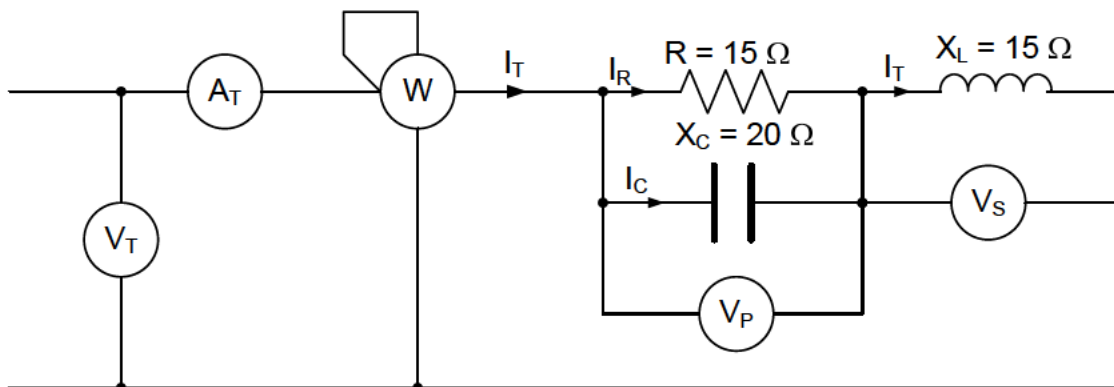 I_T
I_R
R = 15 Ω
I_T
X_L = 15 Ω
A_T
W
X_C = 20 Ω
I_C
V_S
V_T
V_P